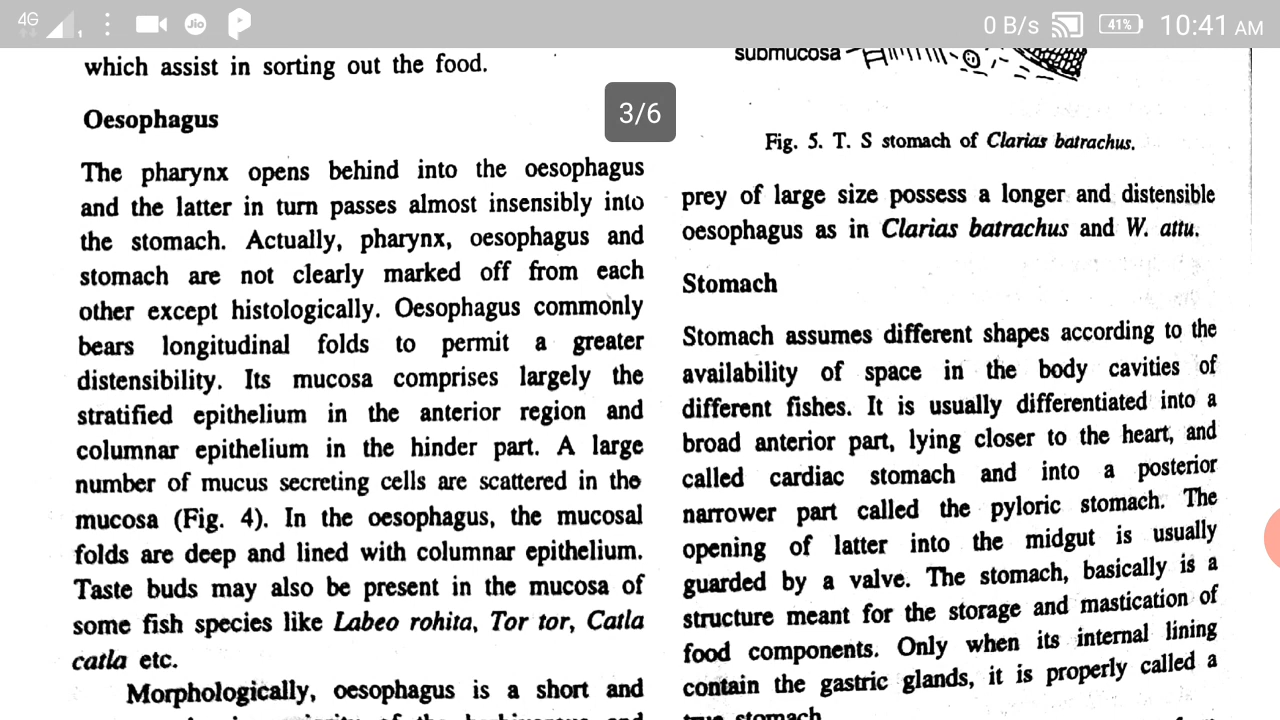 4G
1
Jio
0 B/s
41%
10:41 AM
which assist in sorting out the food.
3/6
Oesophagus
The pharynx opens behind into the oesophagus
and the latter in turn passes almost insensibly into
the stomach. Actually, pharynx, oesophagus and
stomach are not clearly marked off from each
other except histologically. Oesophagus commonly
bears longitudinal folds to permit a greater
distensibility. Its mucosa comprises largely the
stratified epithelium in the anterior region and
columnar epithelium in the hinder part. A large
number of mucus secreting cells are scattered in the
mucosa (Fig. 4). In the oesophagus, the mucosal
folds are deep and lined with columnar epithelium.
Taste buds may also be present in the mucosa of
some fish species like Labeo rohita, Tor tor, Catla
catla etc.
Morphologically, oesophagus is a short and
submucosa
Fig. 5. T. S stomach of Clarias batrachus.
prey of large size possess a longer and distensible
oesophagus as in Clarias batrachus and W. attu.
Stomach
Stomach assumes different shapes according to the
availability of space in the body cavities of
different fishes. It is usually differentiated into a
broad anterior part, lying closer to the heart, and
called cardiac stomach and into a posterior
narrower part called the pyloric stomach. The
opening of latter into the midgut is usually
guarded by a valve. The stomach, basically is a
structure meant for the storage and mastication of
food components. Only when its internal lining
contain the gastric glands, it is properly called a
true stomach